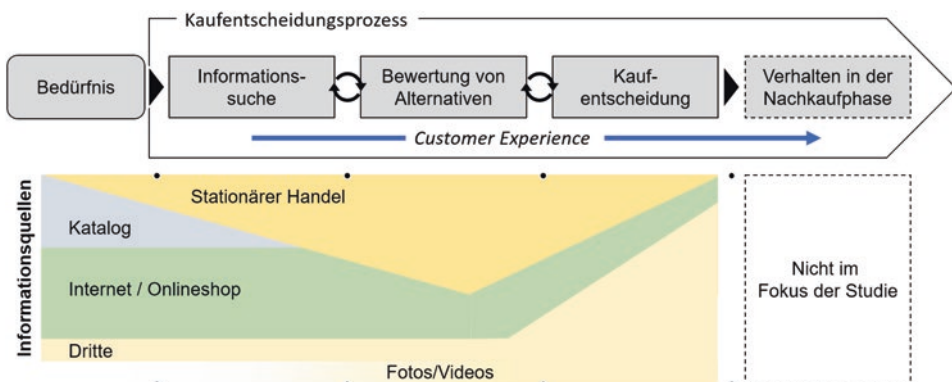 Kaufentscheidungsprozess
Bedürfnis
Informations-
suche
Bewertung von
Alternativen
Kauf-
entscheidung
Verhalten in der
Nachkaufphase
Customer Experience
Informationsquellen
Stationärer Handel
Katalog
Internet / Onlineshop
Dritte
Fotos/Videos
Nicht im
Fokus der Studie